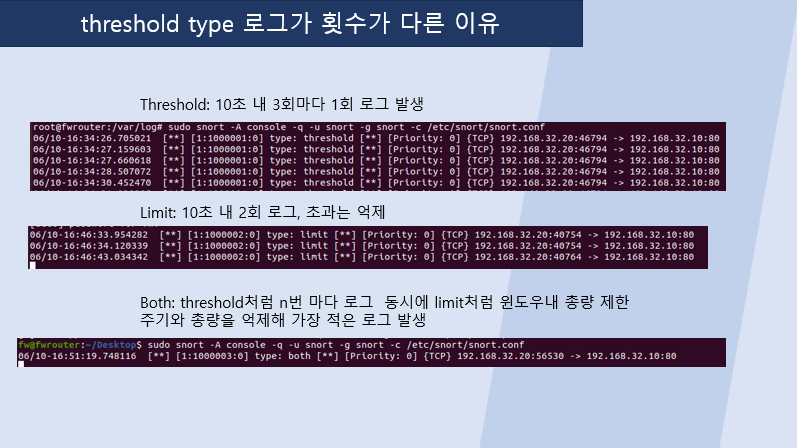 threshold type 로그가 횟수가 다른 이유
Threshold: 10초 내 3회마다 1회 로그 발생
root@fwrouter:/var/log# sudo snort -A console -q -u snort -g snort -c /etc/snort/snort.conf
06/10-16:34:26.705021  [**] [1:1000001:0] type: threshold [**] [Priority: 0] {TCP} 192.168.32.20:46794 -> 192.168.32.10:80
06/10-16:34:27.159603  [**] [1:1000001:0] type: threshold [**] [Priority: 0] {TCP} 192.168.32.20:46794 -> 192.168.32.10:80
06/10-16:34:27.660618  [**] [1:1000001:0] type: threshold [**] [Priority: 0] {TCP} 192.168.32.20:46794 -> 192.168.32.10:80
06/10-16:34:28.507072  [**] [1:1000001:0] type: threshold [**] [Priority: 0] {TCP} 192.168.32.20:46794 -> 192.168.32.10:80
06/10-16:34:30.452470  [**] [1:1000001:0] type: threshold [**] [Priority: 0] {TCP} 192.168.32.20:46794 -> 192.168.32.10:80
Limit: 10초 내 2회 로그, 초과는 억제
06/10-16:46:33.954282  [**] [1:1000002:0] type: limit [**] [Priority: 0] {TCP} 192.168.32.20:40754 -> 192.168.32.10:80
06/10-16:46:34.120339  [**] [1:1000002:0] type: limit [**] [Priority: 0] {TCP} 192.168.32.20:40754 -> 192.168.32.10:80
06/10-16:46:43.034342  [**] [1:1000002:0] type: limit [**] [Priority: 0] {TCP} 192.168.32.20:40764 -> 192.168.32.10:80
Both: threshold처럼 n번 마다 로그  동시에 limit처럼 윈도우내 총량 제한
주기와 총량을 억제해 가장 적은 로그 발생
fw@fwrouter:~/Desktop$ sudo snort -A console -q -u snort -g snort -c /etc/snort/snort.conf
06/10-16:51:19.748116  [**] [1:1000003:0] type: both [**] [Priority: 0] {TCP} 192.168.32.20:56530 -> 192.168.32.10:80